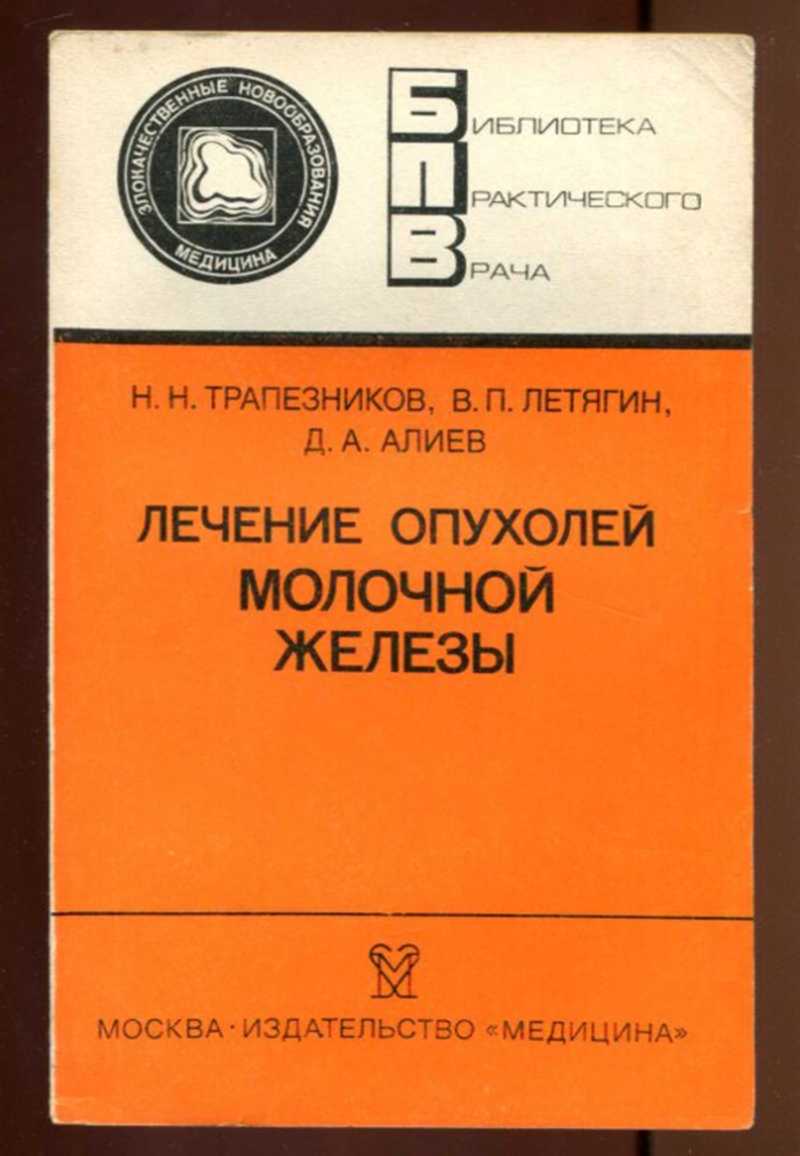 ЗЛОКАЧЕСТВЕННЫЕ НОВООБРАЗОВАНИЯ
МЕДИЦИНА
БИБЛИОТЕКА
ПРАКТИЧЕСКОГО
ВРАЧА
Н. Н. ТРАПЕЗНИКОВ, В. П. ЛЕТЯГИН,
Д. А. АЛИЕВ
ЛЕЧЕНИЕ ОПУХОЛЕЙ
МОЛОЧНОЙ
ЖЕЛЕЗЫ
М
МОСКВА · ИЗДАТЕЛЬСТВО «МЕДИЦИНА»